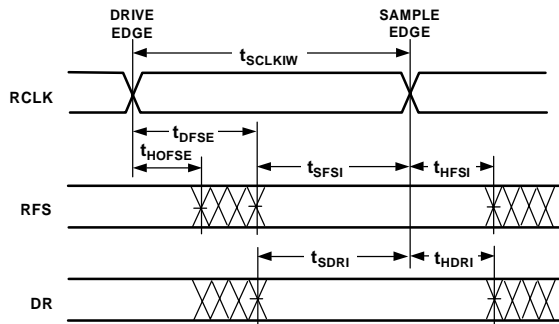 DRIVE EDGE
SAMPLE EDGE
tSCLKIW
RCLK
tDFSE
tHOFSE
tSFSI
tHFSI
RFS
tSDRI
tHDRI
DR